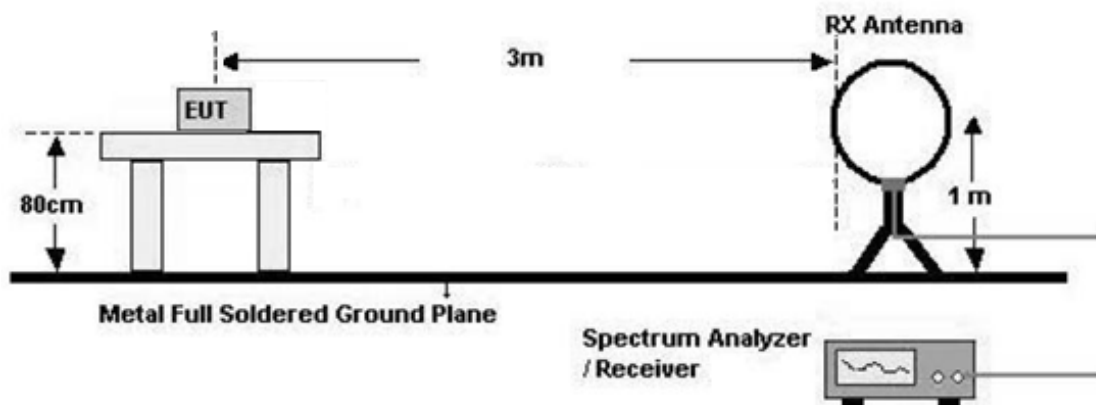 RX Antenna
3m
EUT
80cm
1 m
Metal Full Soldered Ground Plane
Spectrum Analyzer
/ Receiver